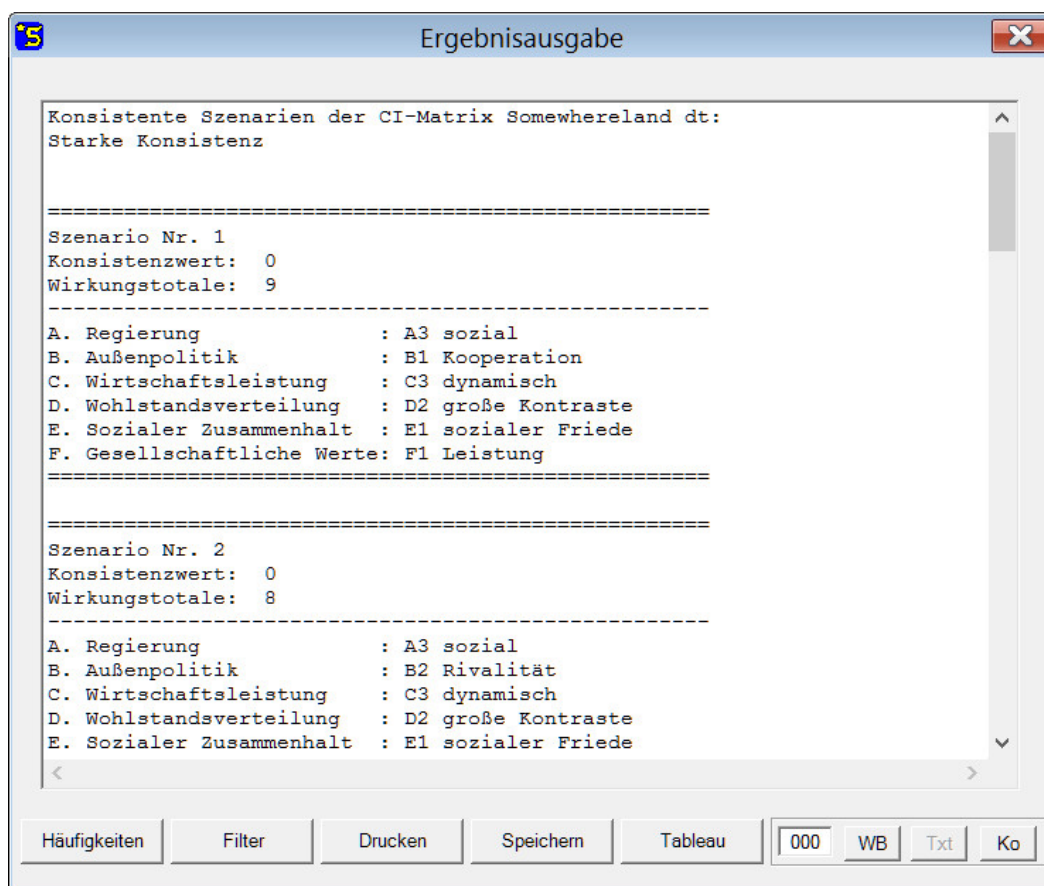 Ergebnisausgabe
Konsistente Szenarien der CI-Matrix Somewhereland dt:
Starke Konsistenz
====================================================
Szenario Nr. 1
Konsistenzwert:  0
Wirkungstotale:  9
----------------------------------------------------
A. Regierung              : A3 sozial
B. Außenpolitik           : B1 Kooperation
C. Wirtschaftsleistung    : C3 dynamisch
D. Wohlstandsverteilung   : D2 große Kontraste
E. Sozialer Zusammenhalt  : E1 sozialer Friede
F. Gesellschaftliche Werte: F1 Leistung
====================================================
====================================================
Szenario Nr. 2
Konsistenzwert:  0
Wirkungstotale:  8
----------------------------------------------------
A. Regierung              : A3 sozial
B. Außenpolitik           : B2 Rivalität
C. Wirtschaftsleistung    : C3 dynamisch
D. Wohlstandsverteilung   : D2 große Kontraste
E. Sozialer Zusammenhalt  : E1 sozialer Friede
Häufigkeiten Filter Drucken Speichern Tableau 000 WB Txt Ko